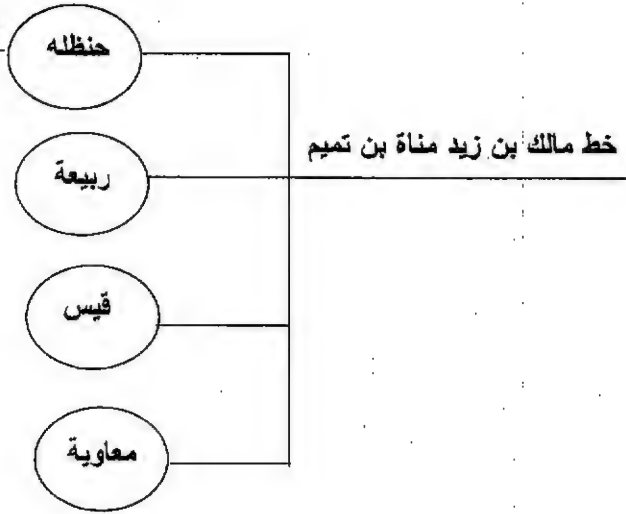 خط مالك بن زيد مناة بن تميم
حنظله
ربيعة
قيس
معاوية